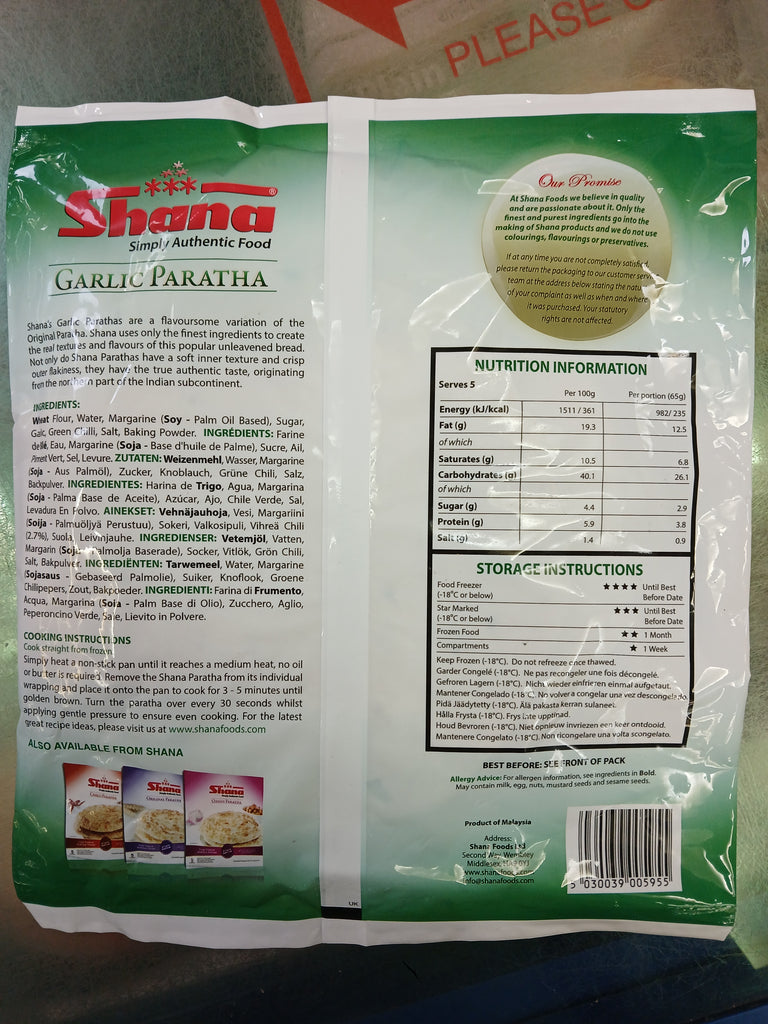 PLEASE
Shana®
Simply Authentic Food
GARLIC PARATHA
Shana's Garlic Parathas are a flavoursome variation of the
Original Paratha. Shana uses only the finest ingredients to create
the real textures and flavours of this popular unleavened bread.
Not only do Shana Parathas have a soft inner texture and crisp
outer flakiness, they have the true authentic taste, originating
from the northern part of the Indian subcontinent.
INGREDIENTS:
Wheat Flour, Water, Margarine (Soy - Palm Oil Based), Sugar,
Garlic, Green Chilli, Salt, Baking Powder. INGRÉDIENTS: Farine
de Blé, Eau, Margarine (Soja - Base d'huile de Palme), Sucre, Ail,
Piment Vert, Sel, Levure. ZUTATEN: Weizenmehl, Wasser, Margarine
(Soja - Aus Palmöl), Zucker, Knoblauch, Grüne Chili, Salz,
Backpulver. INGREDIENTES: Harina de Trigo, Agua, Margarina
(Soja - Palma Base de Aceite), Azúcar, Ajo, Chile Verde, Sal,
Levadura En Polvo. AINEKSET: Vehnäjauhoja, Vesi, Margariini
(Soija - Palmuöljyä Perustuu), Sokeri, Valkosipuli, Vihreä Chili
(2.7%), Suola, Leivinjauhe. INGREDIENSER: Vetemjöl, Vatten,
Margarin (Soja - Palmolja Baserade), Socker, Vitlök, Grön Chili,
Salt, Bakpulver. INGREDIËNTEN: Tarwemeel, Water, Margarine
(Sojasaus - Gebaseerd Palmolie), Suiker, Knoflook, Groene
Chilipepers, Zout, Bakpoeder. INGREDIENTI: Farina di Frumento,
Acqua, Margarina (Soia - Palm Base di Olio), Zucchero, Aglio,
Peperoncino Verde, Sale, Lievito in Polvere.
COOKING INSTRUCTIONS
Cook straight from frozen
Simply heat a non-stick pan until it reaches a medium heat, no oil
or butter is required. Remove the Shana Paratha from its individual
wrapping and place it onto the pan to cook for 3 - 5 minutes until
golden brown. Turn the paratha over every 30 seconds whilst
applying gentle pressure to ensure even cooking. For the latest
great recipe ideas, please visit us at www.shanafoods.com
ALSO AVAILABLE FROM SHANA
Shana
Shana
ORIGINAL PARATHA
Shana
ONION PARATHA
UK
Our Promise
At Shana Foods we believe in quality
and are passionate about it. Only the
finest and purest ingredients go into the
making of Shana products and we do not use
colourings, flavourings or preservatives.
If at any time you are not completely satisfied,
please return the packaging to our customer service
team at the address below stating the nature
of your complaint as well as when and where
it was purchased. Your statutory
rights are not affected.
NUTRITION INFORMATION
Serves 5 Per 100g Per portion (65g)
Energy (kJ/kcal) 1511 / 361 982/ 235
Fat (g) 19.3 12.5
of which
Saturates (g) 10.5 6.8
Carbohydrates (g) 40.1 26.1
of which
Sugar (g) 4.4 2.9
Protein (g) 5.9 3.8
Salt (g) 1.4 0.9
STORAGE INSTRUCTIONS
Food Freezer ★★★★ Until Best
(-18°C or below) Before Date
Star Marked ★★★ Until Best
(-18°C or below) Before Date
Frozen Food ★★ 1 Month
Compartments ★ 1 Week
Keep Frozen (-18°C). Do not refreeze once thawed.
Garder Congelé (-18°C). Ne pas recongeler une fois décongelé.
Gefroren Lagern (-18°C). Nich, wieder einfrieren einmal aufgetaut.
Mantener Congelado (-18°C). No volver a congelar una vez descongelado.
Pidä Jäädytetty (-18°C). Älä pakasta kerran sulaneet.
Hålla Frysta (-18°C). Frys inte upptinad.
Houd Bevroren (-18°C). Niet opnieuw invriezen een keer ontdooid.
Mantenere Congelato (-18°C). Non ricongelare una volta scongelato.
BEST BEFORE: SEE FRONT OF PACK
Allergy Advice: For allergen information, see ingredients in Bold.
May contain milk, egg, nuts, mustard seeds and sesame seeds.
Product of Malaysia
Address:
Shana Foods Ltd
Second Way, Wembley
Middlesex, HA9 0YJ
www.shanafoods.com
info@shanafoods.com
5 030039 005955